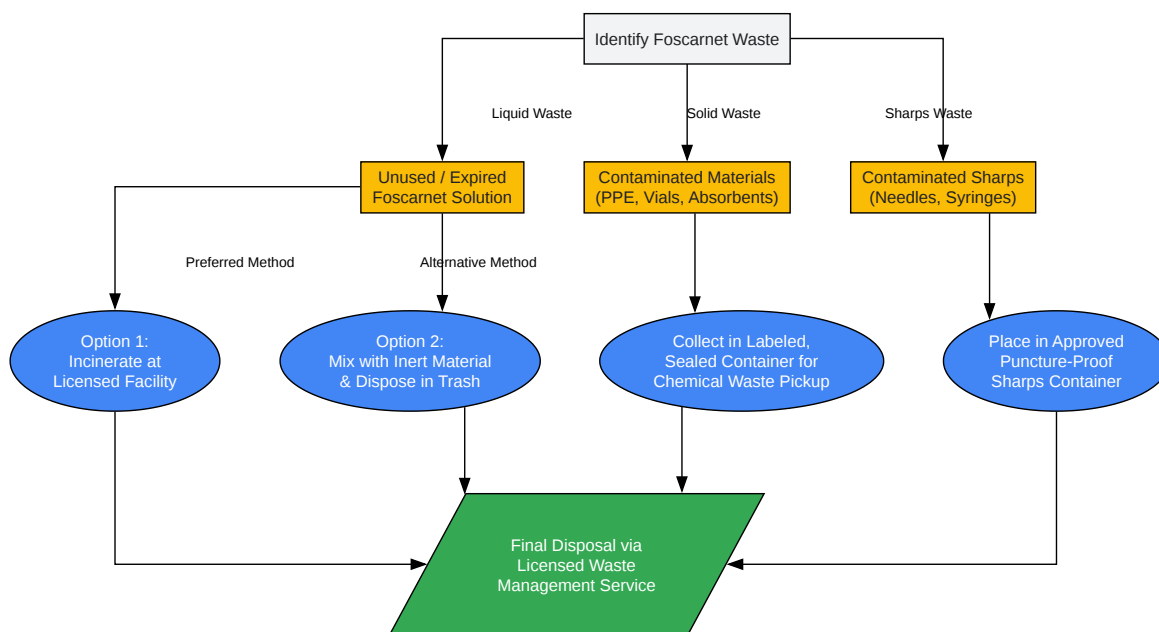 Identify Foscarnet Waste
Liquid Waste
Solid Waste
Sharps Waste
Unused / Expired
Foscarnet Solution
Contaminated Materials
(PPE, Vials, Absorbents)
Contaminated Sharps
(Needles, Syringes)
Preferred Method
Alternative Method
Option 1:
Incinerate at
Licensed Facility
Option 2:
Mix with Inert Material
& Dispose in Trash
Collect in Labeled,
Sealed Container for
Chemical Waste Pickup
Place in Approved
Puncture-Proof
Sharps Container
Final Disposal via
Licensed Waste
Management Service